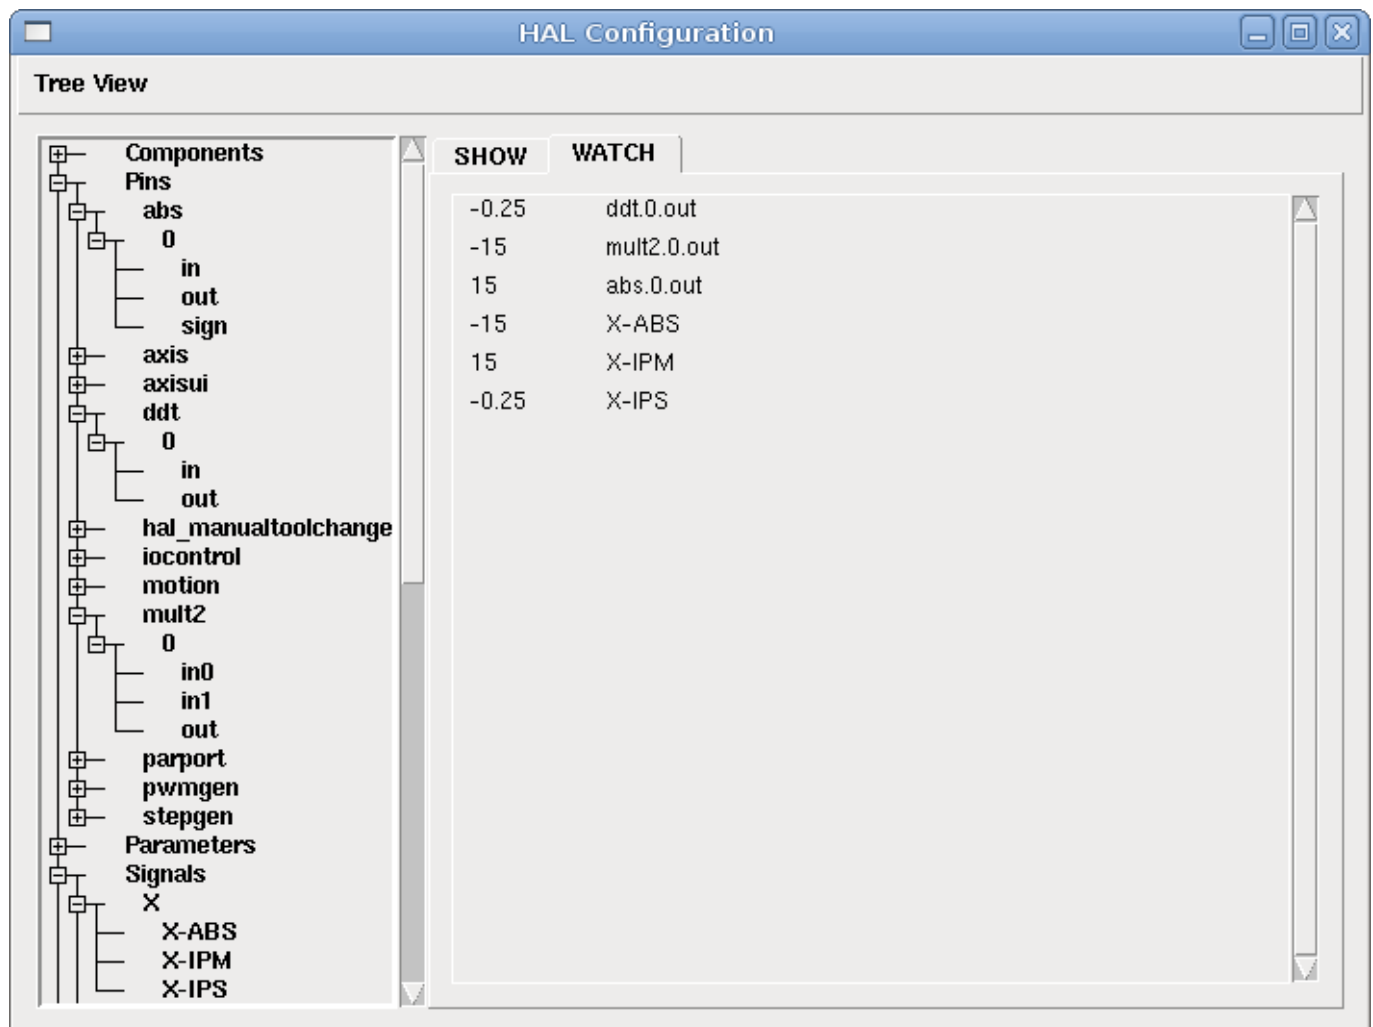 HAL Configuration
Tree View
Components
Pins
abs
0
in
out
sign
axis
axisui
ddt
0
in
out
hal_manualtoolchange
iocontrol
motion
mult2
0
in0
in1
out
parport
pwmgen
stepgen
Parameters
Signals
X
X-ABS
X-IPM
X-IPS
SHOW WATCH
-0.25 ddt.0.out
-15 mult2.0.out
15 abs.0.out
-15 X-ABS
15 X-IPM
-0.25 X-IPS